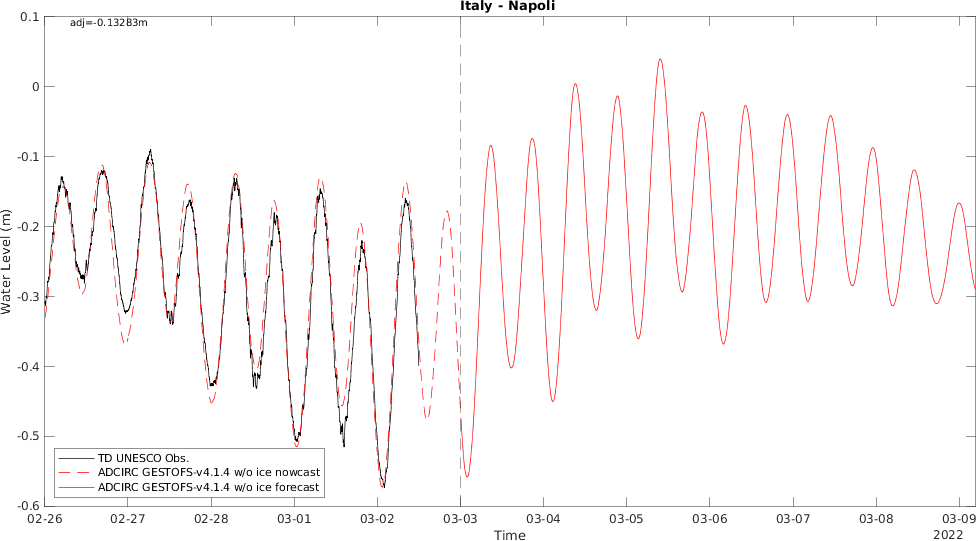 Italy - Napoli
adj=-0.13283m
0.1
0
-0.1
-0.2
-0.3
-0.4
-0.5
-0.6
Water Level (m)
TD UNESCO Obs.
ADCIRC GESTOFS-v4.1.4 w/o ice nowcast
ADCIRC GESTOFS-v4.1.4 w/o ice forecast
02-26 02-27 02-28 03-01 03-02 03-03 03-04 03-05 03-06 03-07 03-08 03-09
Time
2022